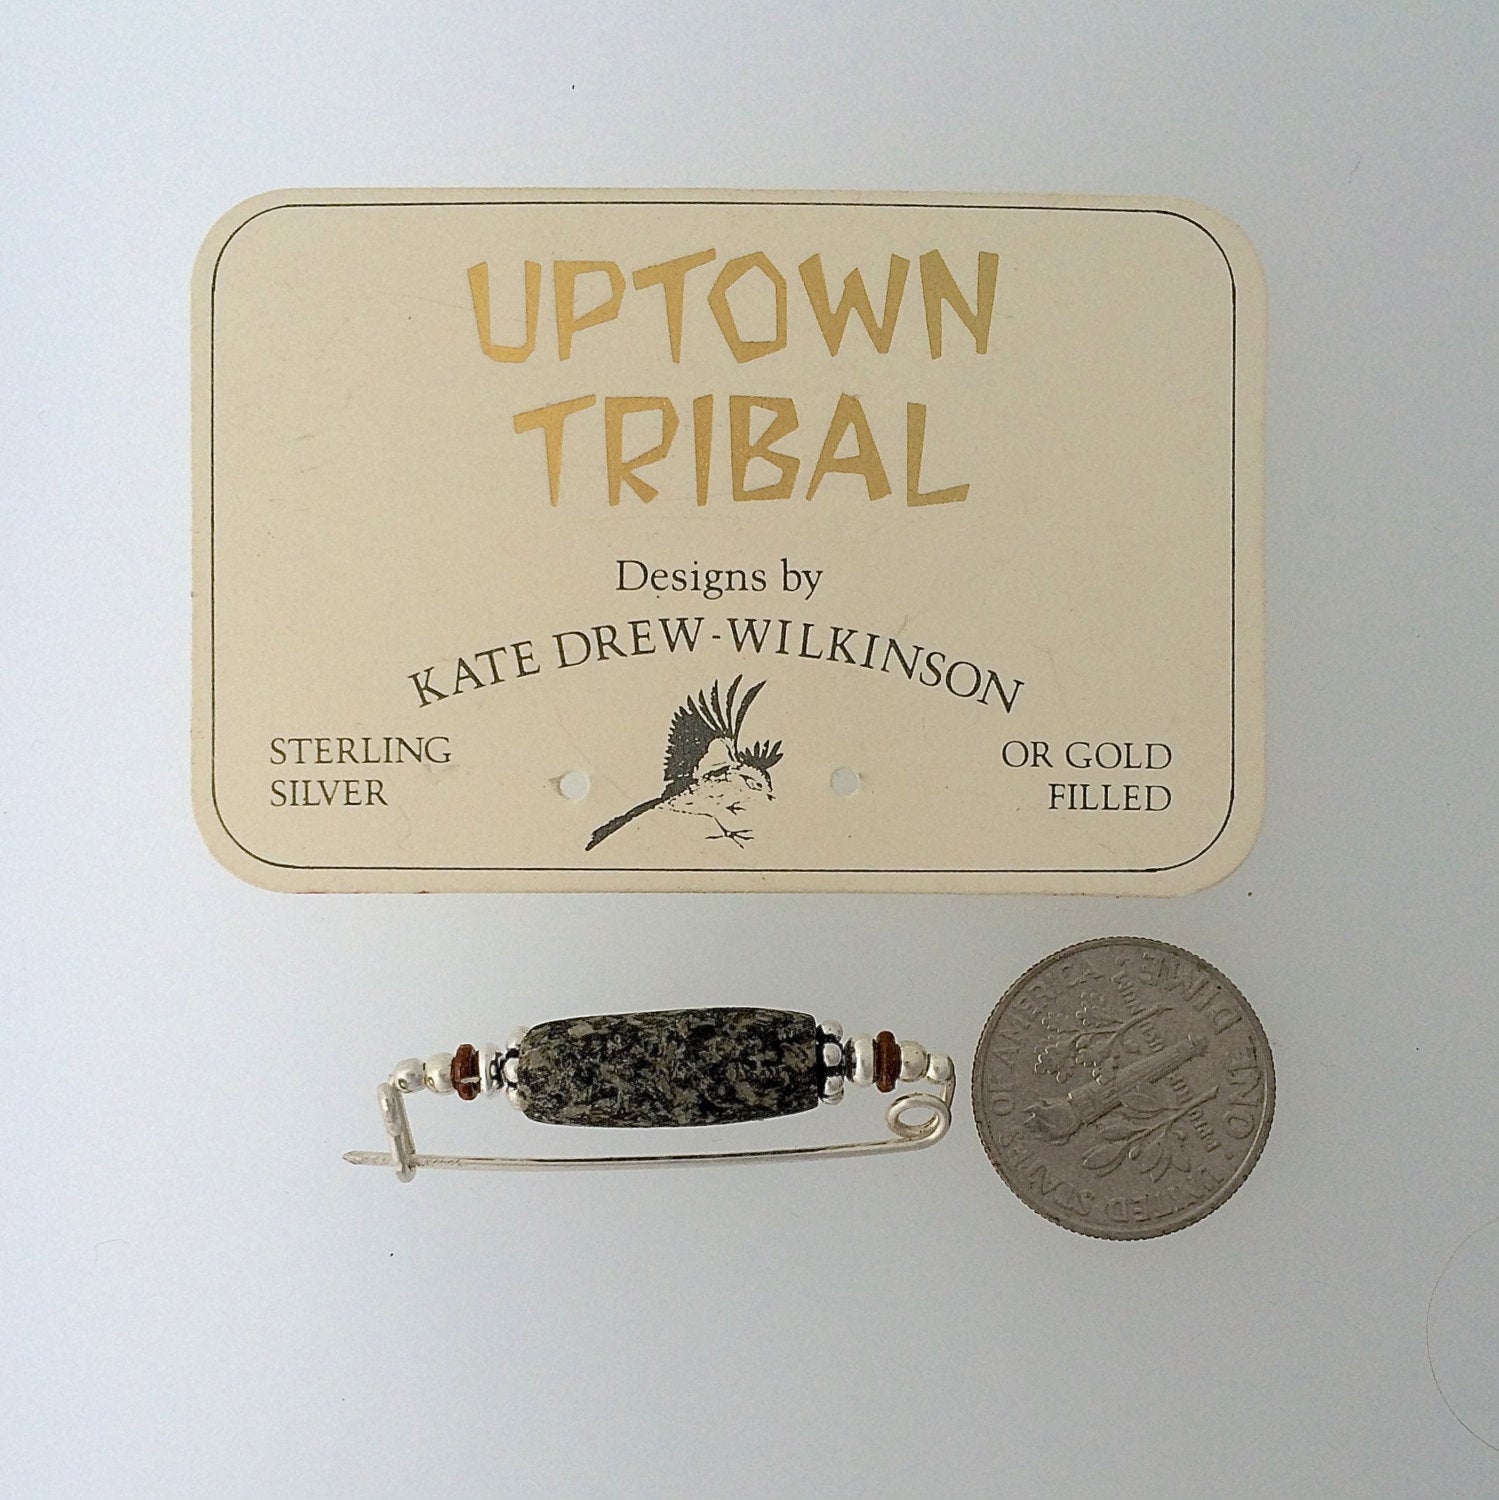 UPTOWN
TRIBAL
Designs by
KATE DREW-WILKINSON
STERLING
SILVER
OR GOLD
FILLED
UNITED STATES OF AMERICA • ONE DIME